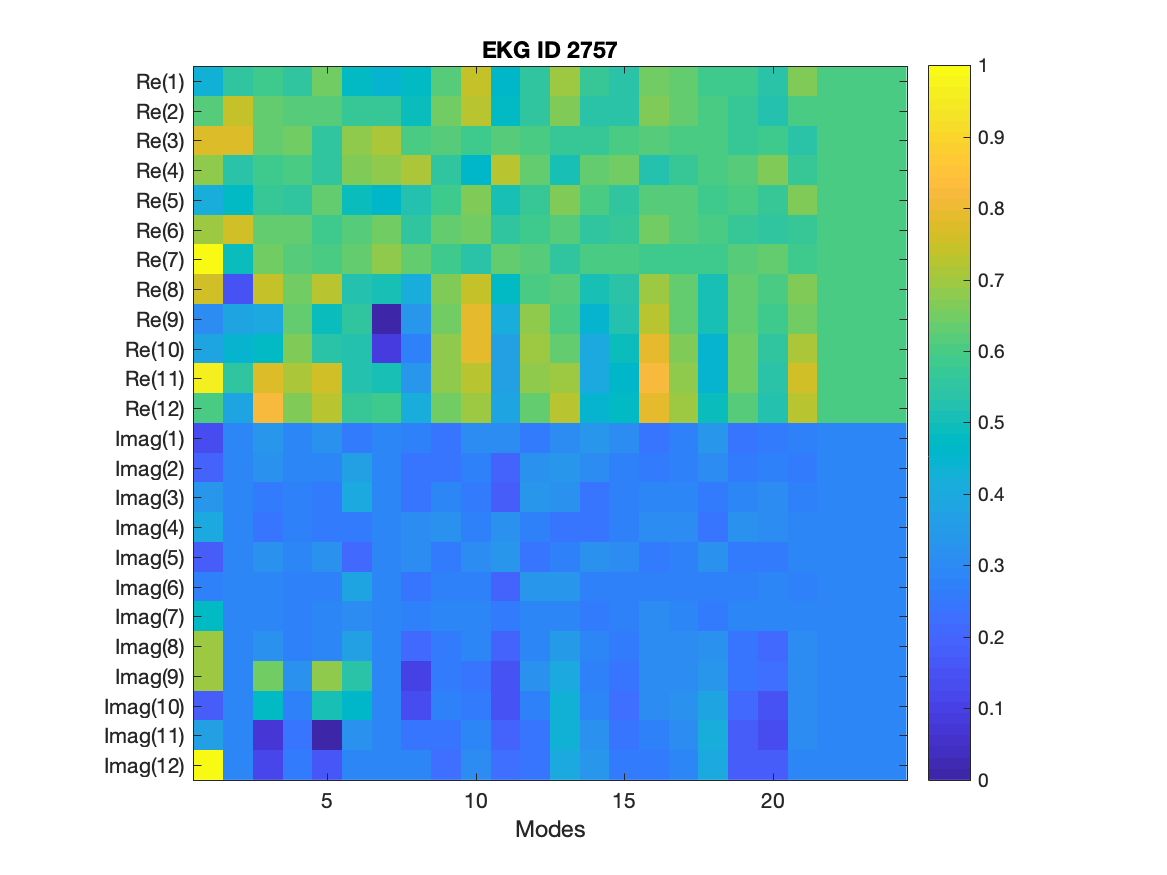 EKG ID 2757
Re(1)
Re(2)
Re(3)
Re(4)
Re(5)
Re(6)
Re(7)
Re(8)
Re(9)
Re(10)
Re(11)
Re(12)
Imag(1)
Imag(2)
Imag(3)
Imag(4)
Imag(5)
Imag(6)
Imag(7)
Imag(8)
Imag(9)
Imag(10)
Imag(11)
Imag(12)
5 10 15 20
Modes
1
0.9
0.8
0.7
0.6
0.5
0.4
0.3
0.2
0.1
0